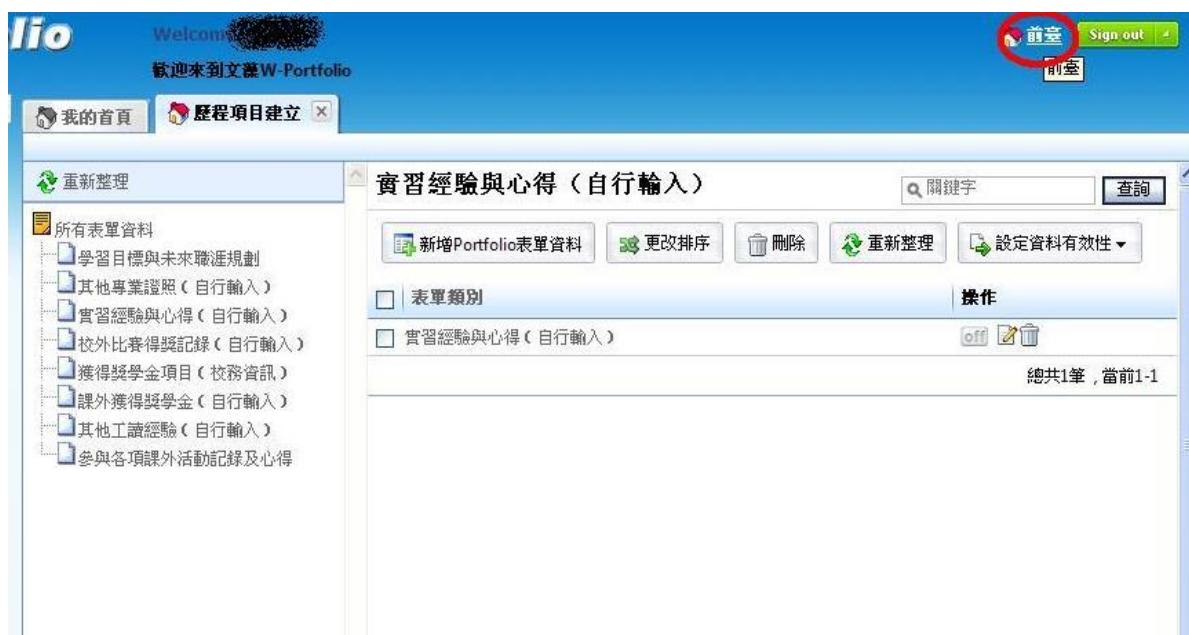 lio
Welcom
前臺
Sign out
歡迎來到文藻W-Portfolio
前臺
我的首頁
歷程項目建立
重新整理
實習經驗與心得（自行輸入）
關鍵字
查詢
所有表單資料
學習目標與未來職涯規劃
其他專業證照(自行輸入)
實習經驗與心得(自行輸入)
校外比賽得獎記錄(自行輸入)
獲得獎學金項目(校務資訊)
課外獲得獎學金(自行輸入)
其他工讀經驗(自行輸入)
參與各項課外活動記錄及心得
新增Portfolio表單資料
更改排序
刪除
重新整理
設定資料有效性
表單類別
操作
實習經驗與心得(自行輸入)
off
總共1筆 , 當前1-1